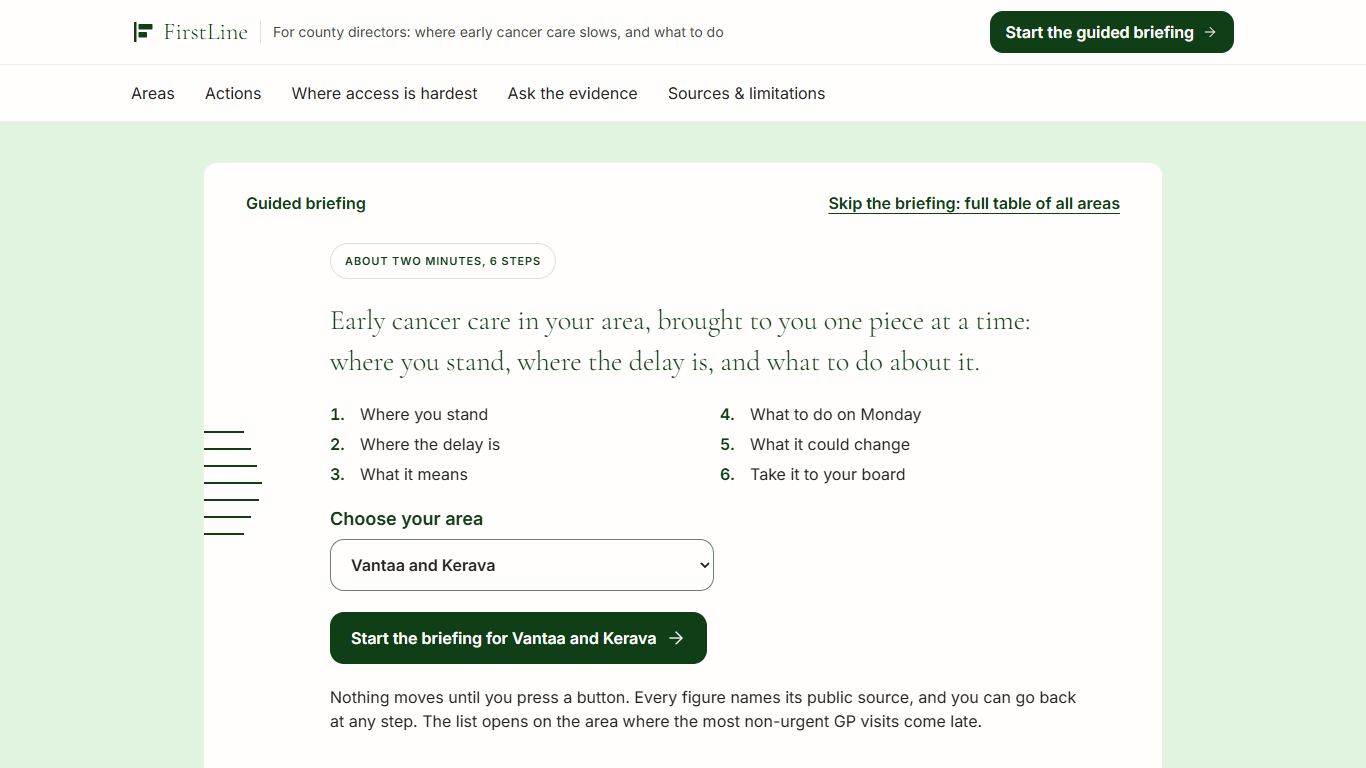 FirstLine
For county directors: where early cancer care slows, and what to do
Start the guided briefing →
Areas
Actions
Where access is hardest
Ask the evidence
Sources & limitations
Guided briefing
Skip the briefing: full table of all areas
ABOUT TWO MINUTES, 6 STEPS
Early cancer care in your area, brought to you one piece at a time:
where you stand, where the delay is, and what to do about it.
1. Where you stand
2. Where the delay is
3. What it means
4. What to do on Monday
5. What it could change
6. Take it to your board
Choose your area
Vantaa and Kerava
Start the briefing for Vantaa and Kerava →
Nothing moves until you press a button. Every figure names its public source, and you can go back
at any step. The list opens on the area where the most non-urgent GP visits come late.